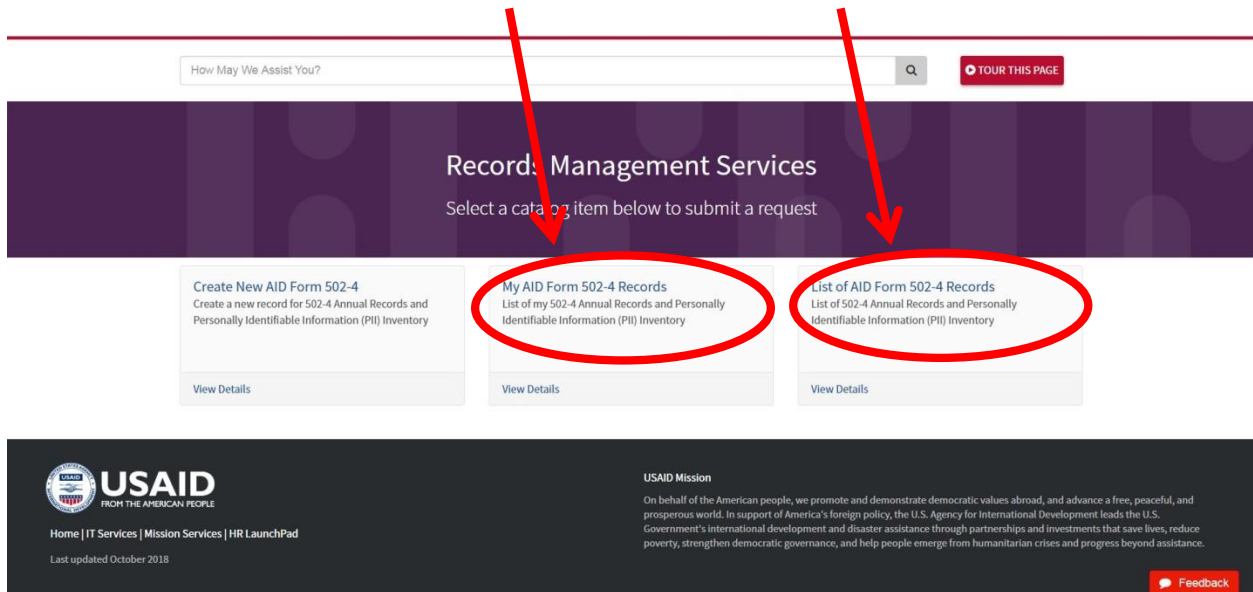 How May We Assist You?
TOUR THIS PAGE
Records Management Services
Select a catalog item below to submit a request
Create New AID Form 502-4
Create a new record for 502-4 Annual Records and
Personally Identifiable Information (PII) Inventory
View Details
My AID Form 502-4 Records
List of my 502-4 Annual Records and Personally
Identifiable Information (PII) Inventory
View Details
List of AID Form 502-4 Records
List of 502-4 Annual Records and Personally
Identifiable Information (PII) Inventory
View Details
USAID
USAID
FROM THE AMERICAN PEOPLE
Home | IT Services | Mission Services | HR LaunchPad
Last updated October 2018
USAID Mission
On behalf of the American people, we promote and demonstrate democratic values abroad, and advance a free, peaceful, and
prosperous world. In support of America's foreign policy, the U.S. Agency for International Development leads the U.S.
Government's international development and disaster assistance through partnerships and investments that save lives, reduce
poverty, strengthen democratic governance, and help people emerge from humanitarian crises and progress beyond assistance.
Feedback